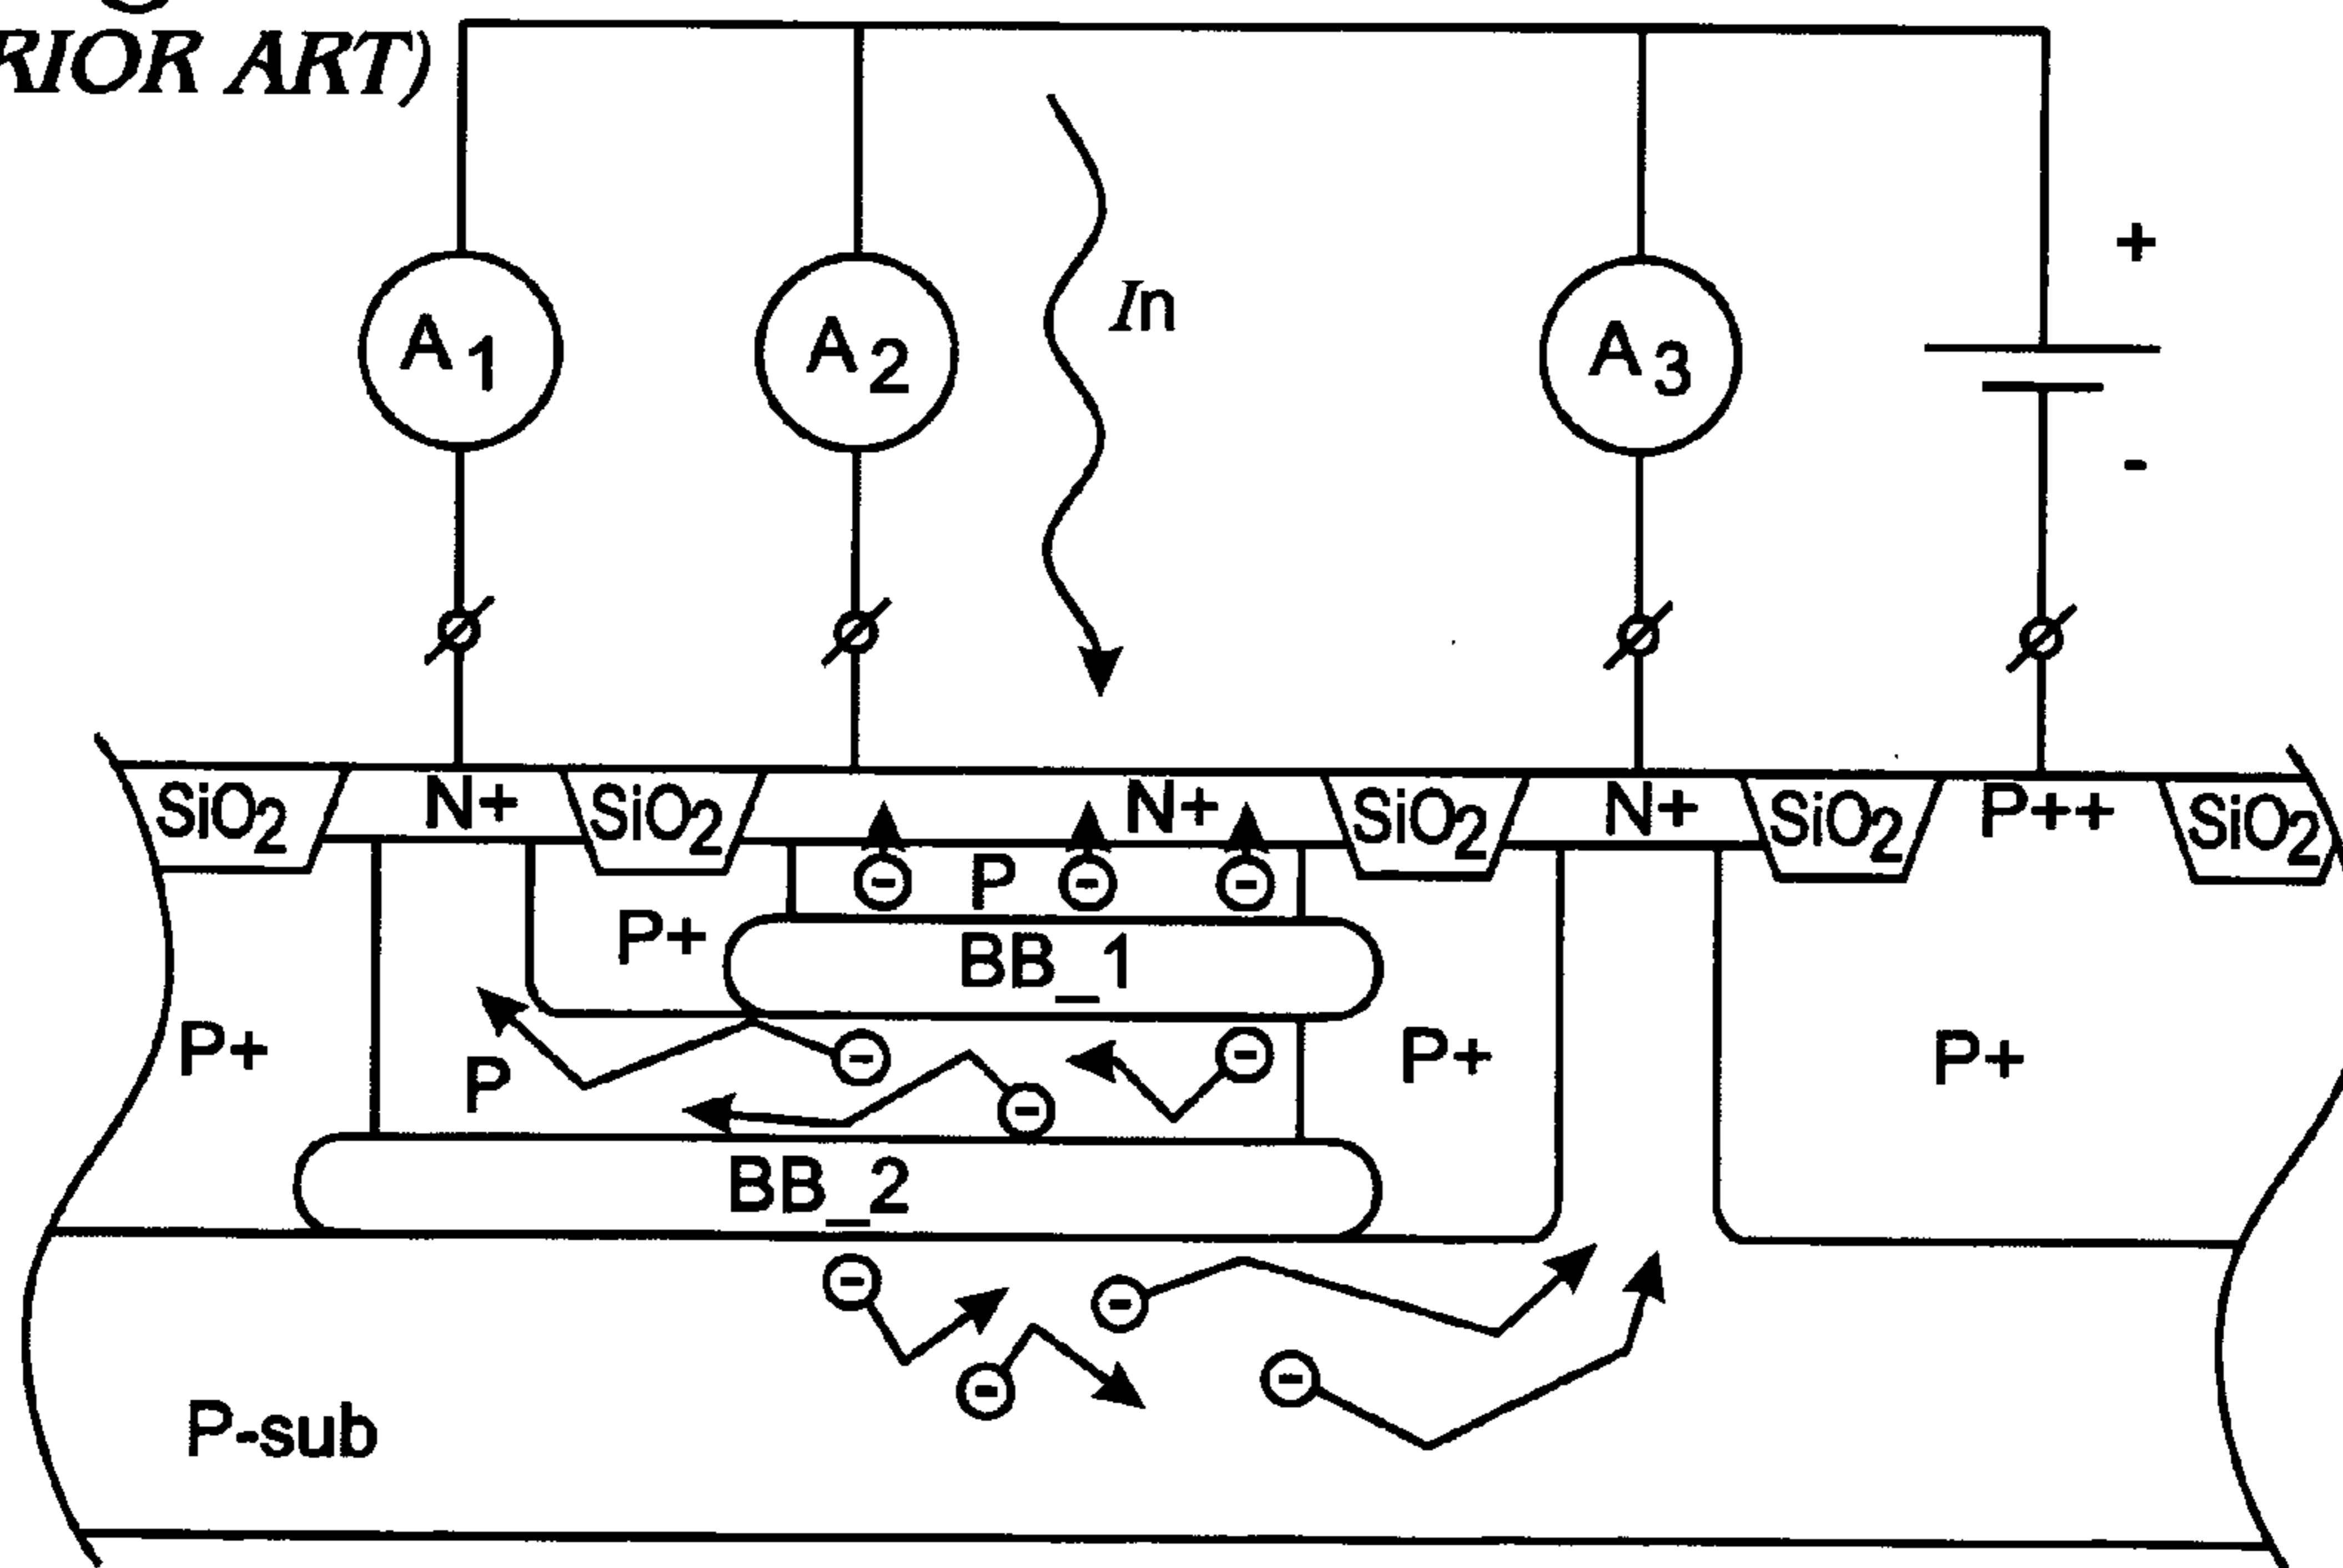 RIOR ART)
A1 A2 In A3 +
-
SiO2 N+ SiO2 N+ SiO2 N+ SiO2 P++ SiO2
P
P+ BB_1
P+ P P+ P+
BB_2
P-sub